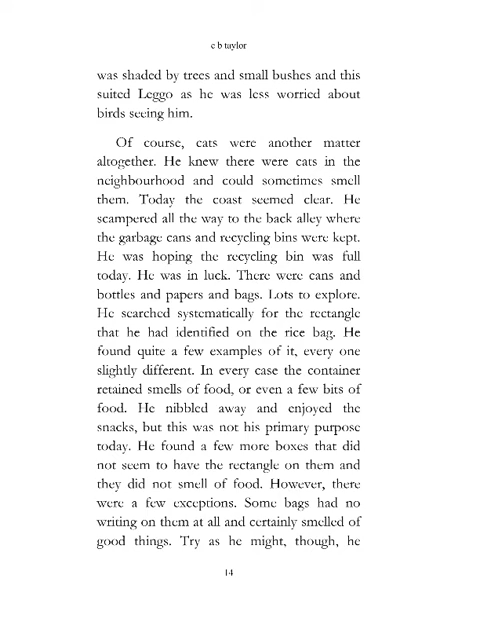 c b taylor
was shaded by trees and small bushes and this
suited Leggo as he was less worried about
birds seeing him.
Of course, cats were another matter
altogether. He knew there were cats in the
neighbourhood and could sometimes smell
them. Today the coast seemed clear. He
scampered all the way to the back alley where
the garbage cans and recycling bins were kept.
He was hoping the recycling bin was full
today. He was in luck. There were cans and
bottles and papers and bags. Lots to explore.
He searched systematically for the rectangle
that he had identified on the rice bag. He
found quite a few examples of it, every one
slightly different. In every case the container
retained smells of food, or even a few bits of
food. He nibbled away and enjoyed the
snacks, but this was not his primary purpose
today. He found a few more boxes that did
not seem to have the rectangle on them and
they did not smell of food. However, there
were a few exceptions. Some bags had no
writing on them at all and certainly smelled of
good things. Try as he might, though, he
14